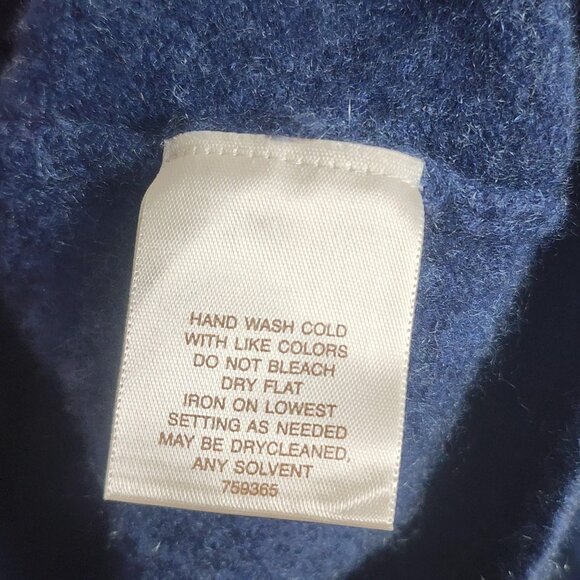 HAND WASH COLD
WITH LIKE COLORS
DO NOT BLEACH
DRY FLAT
IRON ON LOWEST
SETTING AS NEEDED
MAY BE DRYCLEANED,
ANY SOLVENT
759365